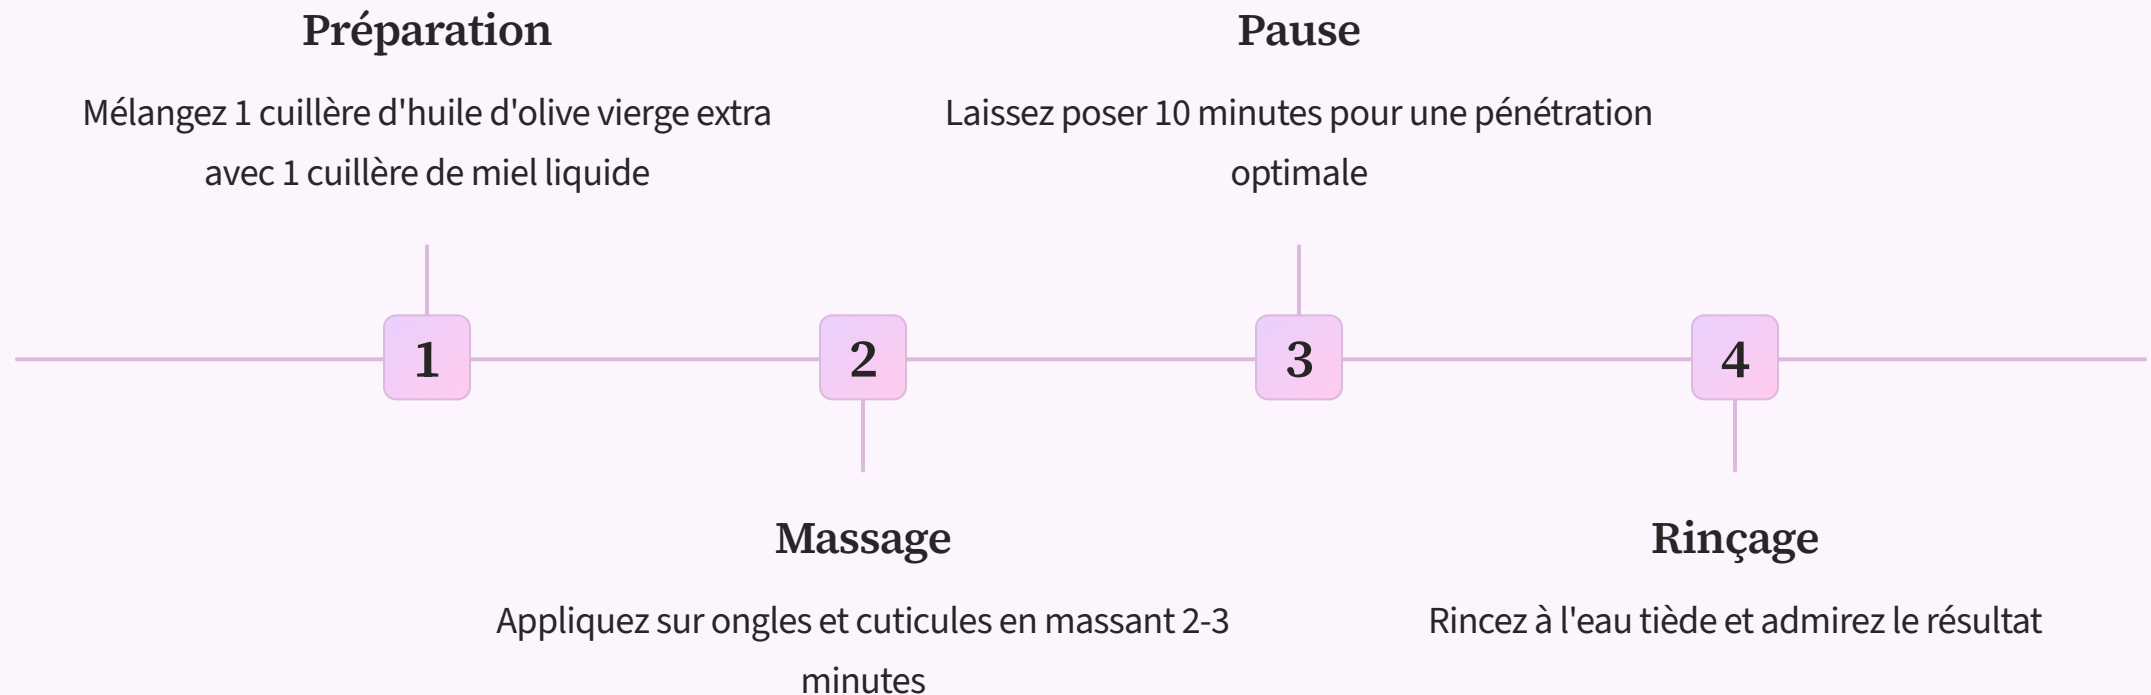 Préparation
Mélangez 1 cuillère d'huile d'olive vierge extra
avec 1 cuillère de miel liquide
Pause
Laissez poser 10 minutes pour une pénétration
optimale
1
2
3
4
Massage
Appliquez sur ongles et cuticules en massant 2-3
minutes
Rinçage
Rincez à l'eau tiède et admirez le résultat